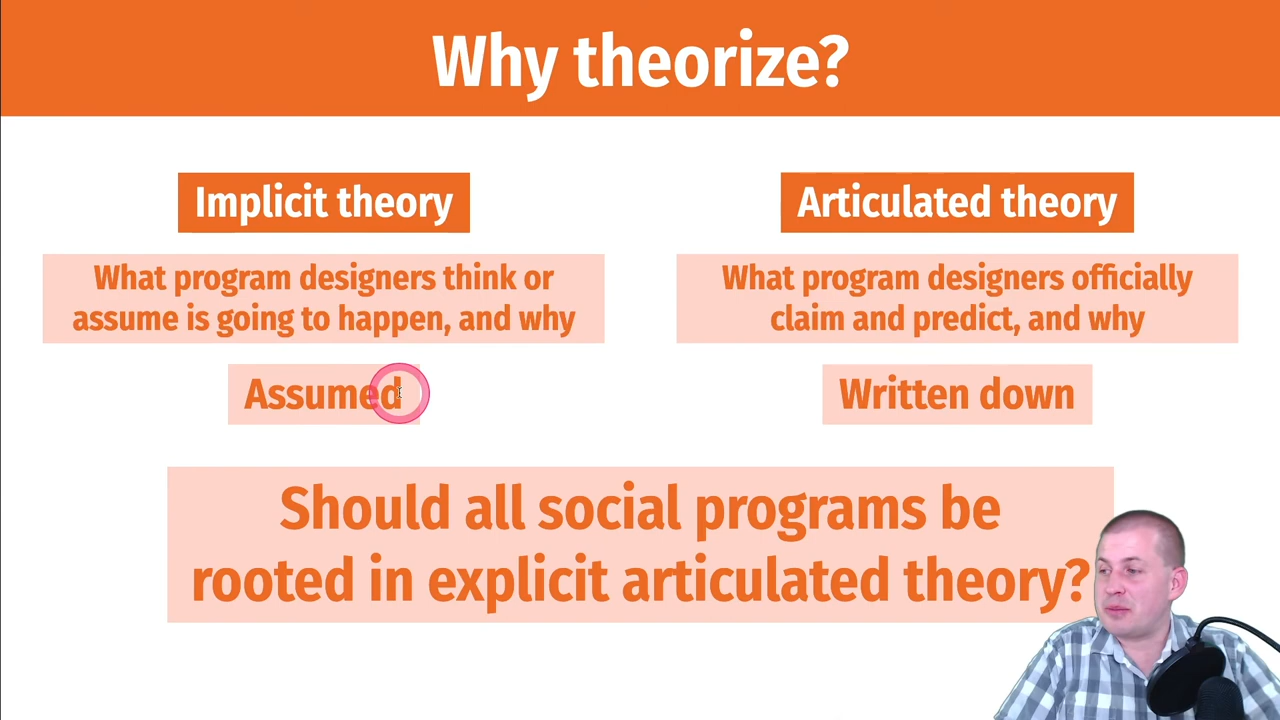 Why theorize?
Implicit theory
What program designers think or
assume is going to happen, and why
Assumed
Articulated theory
What program designers officially
claim and predict, and why
Written down
Should all social programs be
rooted in explicit articulated theory?